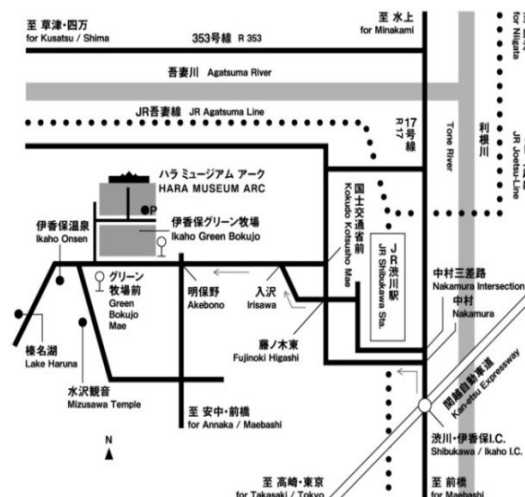 至 草津・四万
for Kusatsu / Shima
353号線 R 353
至 水上
for Minakami
for
Niigata
吾妻川 Agatsuma River
JR吾妻線 JR Agatsuma Line
17号線
R 17
Tone River
利根川
JR Joetsu-Line
ハラ ミュージアム アーク
HARA MUSEUM ARC
P
伊香保温泉
Ikaho Onsen
伊香保グリーン牧場
Ikaho Green Bokujo
国土交通省前
Kokudo Kotsusho Mae
JR渋川駅
JR Shibukawa Sta.
グリーン
牧場前
Green
Bokujo
Mae
明保野
Akebono
入沢
Irisawa
中村三差路
Nakamura Intersection
中村
Nakamura
藤ノ木東
Fujinoki Higashi
榛名湖
Lake Haruna
水沢観音
Mizusawa Temple
関越自動車道
Kan-etsu Expressway
至 安中・前橋
for Annaka / Maebashi
渋川・伊香保I.C.
Shibukawa / Ikaho I.C.
N
至 高崎・東京
for Takasaki / Tokyo
至 前橋
for Maebashi